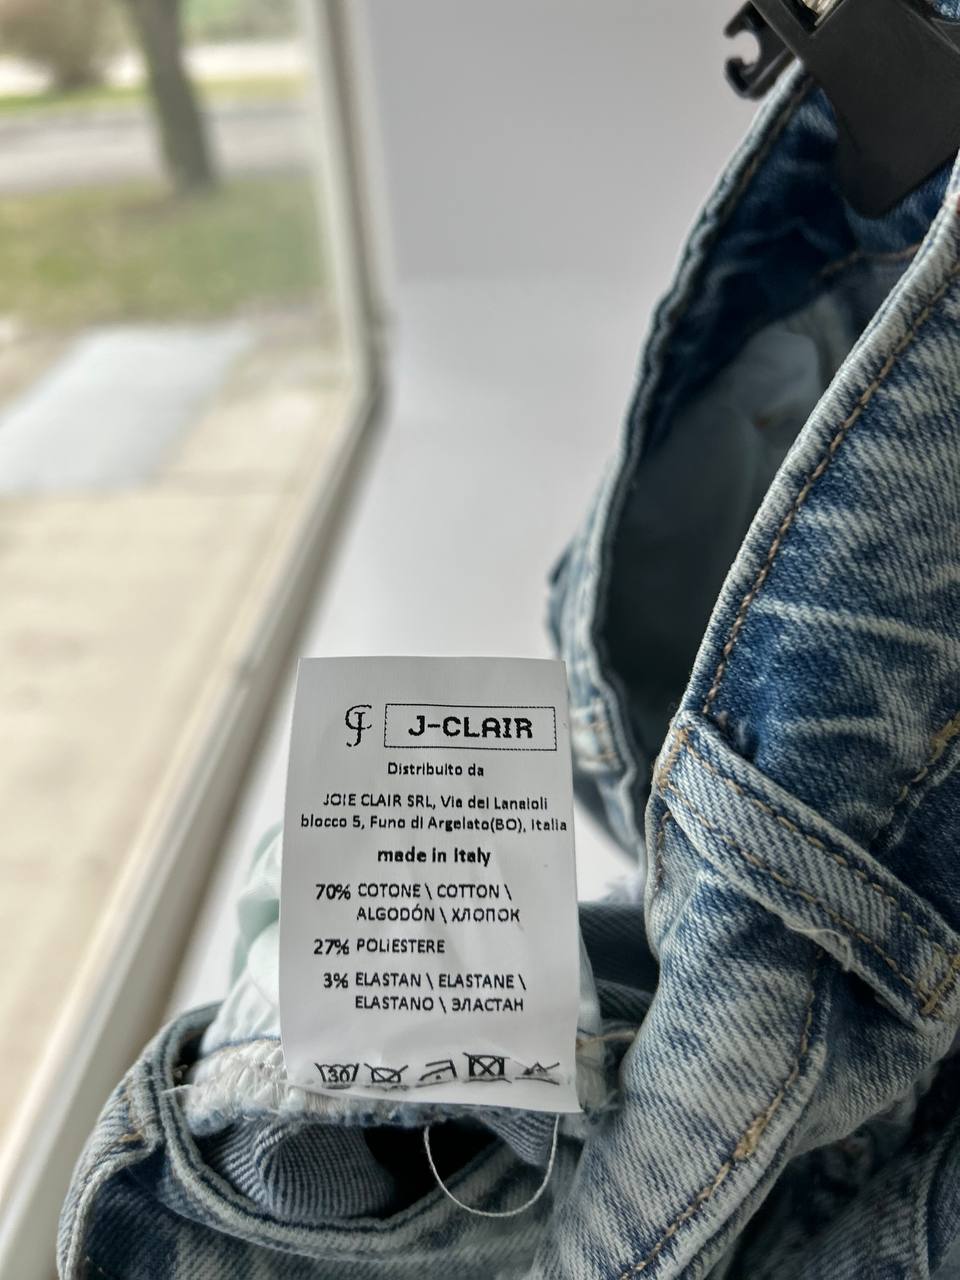 J-CLAIR
Distribuito da
JOIE CLAIR SRL, Via dei Lanaioli
blocco 5, Funo di Argelato(BO), Italia
made in Italy
70% COTONE \ COTTON \
ALGODÓN \ ХЛОПОК
27% POLIESTERE
3% ELASTAN \ ELASTANE \
ELASTANO \ ЭЛАСТАН
30